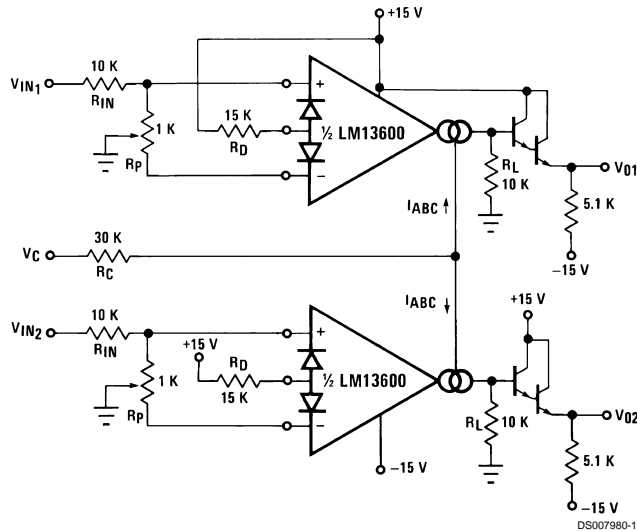 +15 V
10 K
VIN1
RIN
+
1 K
15 K
½ LM13600
RP
RD
−
RL
10 K
V01
5.1 K
IABC ↑
−15 V
30 K
VC
RC
IABC ↓
+15 V
10 K
VIN2
RIN
+15 V
+
RD
1 K
½ LM13600
15 K
RP
−
RL
10 K
V02
5.1 K
−15 V
−15 V
DS007980-1